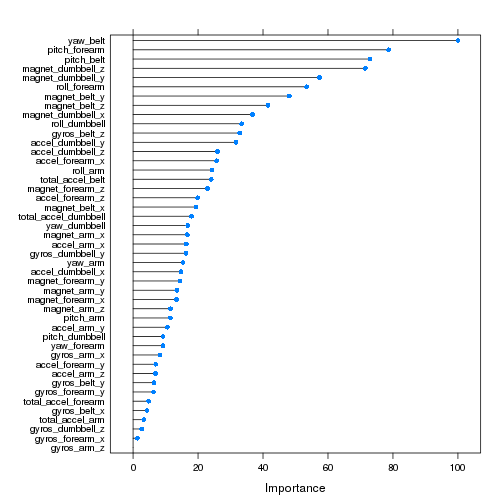 yaw_belt
pitch_forearm
pitch_belt
magnet_dumbbell_z
magnet_dumbbell_y
roll_forearm
magnet_belt_y
magnet_belt_z
magnet_dumbbell_x
roll_dumbbell
gyros_belt_z
accel_dumbbell_y
accel_dumbbell_z
accel_forearm_x
roll_arm
total_accel_belt
magnet_forearm_z
accel_forearm_z
magnet_belt_x
total_accel_dumbbell
yaw_dumbbell
magnet_arm_x
accel_arm_x
gyros_dumbbell_y
yaw_arm
accel_dumbbell_x
magnet_forearm_y
magnet_arm_y
magnet_forearm_x
magnet_arm_z
pitch_arm
accel_arm_y
pitch_dumbbell
yaw_forearm
gyros_arm_x
accel_forearm_y
accel_arm_z
gyros_belt_y
gyros_forearm_y
total_accel_forearm
gyros_belt_x
total_accel_arm
gyros_dumbbell_z
gyros_forearm_x
gyros_arm_z
0 20 40 60 80 100
Importance